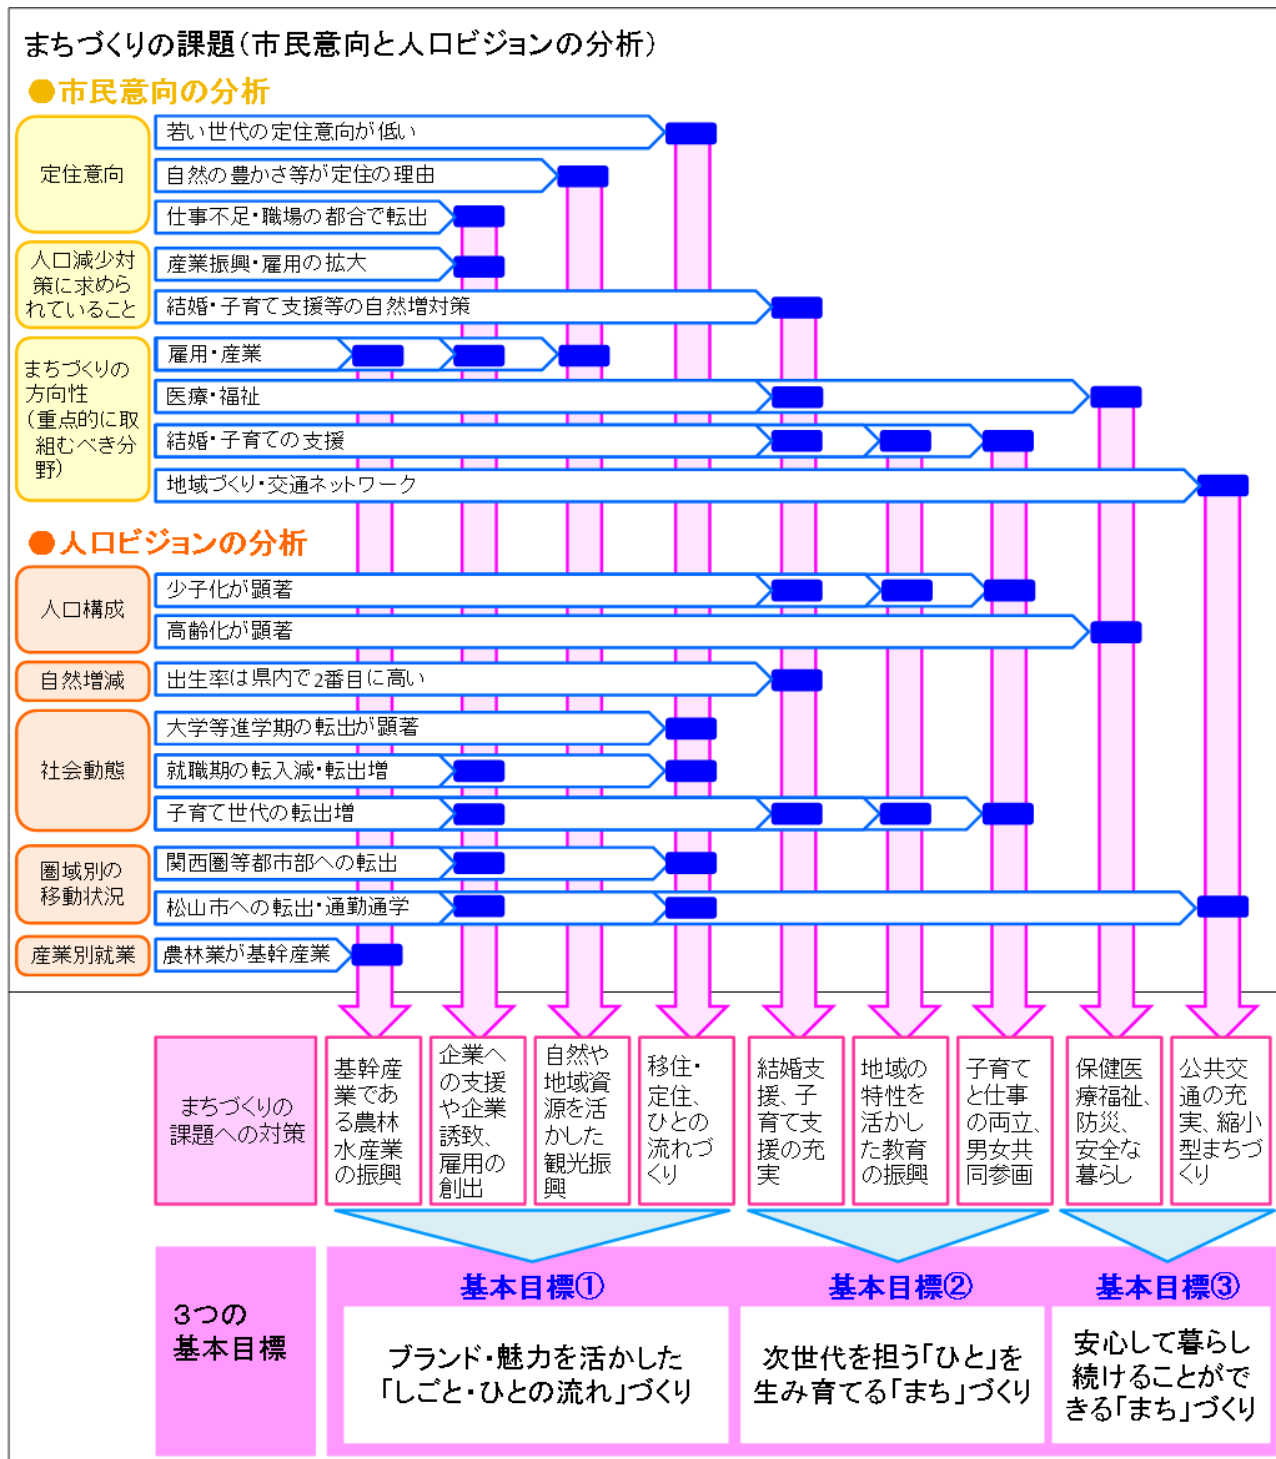 まちづくりの課題(市民意向と人口ビジョンの分析)
●市民意向の分析
定住意向
若い世代の定住意向が低い
自然の豊かさ等が定住の理由
仕事不足・職場の都合で転出
人口減少対
策に求めら
れていること
産業振興・雇用の拡大
結婚・子育て支援等の自然増対策
まちづくりの
方向性
(重点的に取
組むべき分
野)
雇用・産業
医療・福祉
結婚・子育ての支援
地域づくり・交通ネットワーク
●人口ビジョンの分析
人口構成
少子化が顕著
高齢化が顕著
自然増減
出生率は県内で2番目に高い
社会動態
大学等進学期の転出が顕著
就職期の転入減・転出増
子育て世代の転出増
圏域別の
移動状況
関西圏等都市部への転出
松山市への転出・通勤通学
産業別就業
農林業が基幹産業
まちづくりの
課題への対策
基幹産
業であ
る農林
水産業
の振興
企業へ
の支援
や企業
誘致、
雇用の
創出
自然や
地域資
源を活
かした
観光振
興
移住・
定住、
ひとの
流れづ
くり
結婚支
援、子
育て支
援の充
実
地域の
特性を
活かし
た教育
の振興
子育て
と仕事
の両立、
男女共
同参画
保健医
療福祉、
防災、
安全な
暮らし
公共交
通の充
実、縮小
型まちづ
くり
3つの
基本目標
基本目標①
ブランド・魅力を活かした
「しごと・ひとの流れ」づくり
基本目標②
次世代を担う「ひと」を
生み育てる「まち」づくり
基本目標③
安心して暮らし
続けることがで
きる「まち」づくり